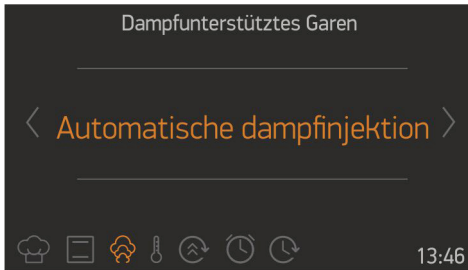 Dampfunterstütztes Garen
Automatische dampfinjektion
13:46